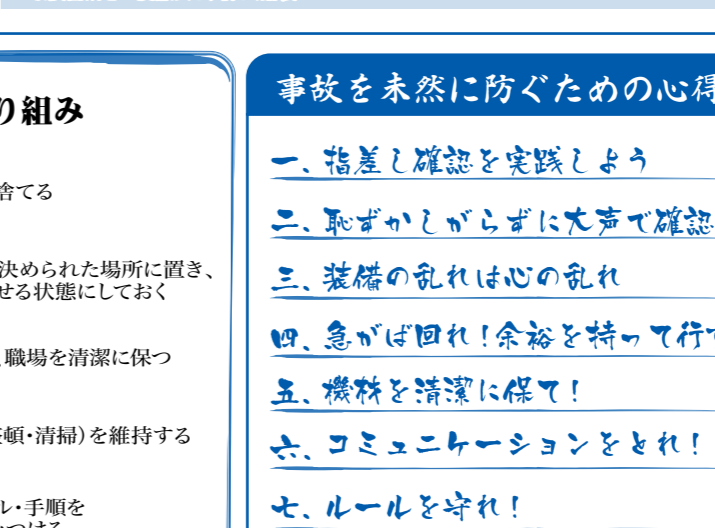 り組み
捨てる
決められた場所に置き、
せる状態にしておく
職場を清潔に保つ
頓・清掃)を維持する
ル・手順を
事故を未然に防ぐための心得
一、指差し確認を実践しよう
二、恥ずかしがらずに大声で確認
三、装備の乱れは心の乱れ
四、急がば回れ！余裕を持って行
五、機材を清潔に保て！
六、コミュニケーションをとれ！
七、ルールを守れ！